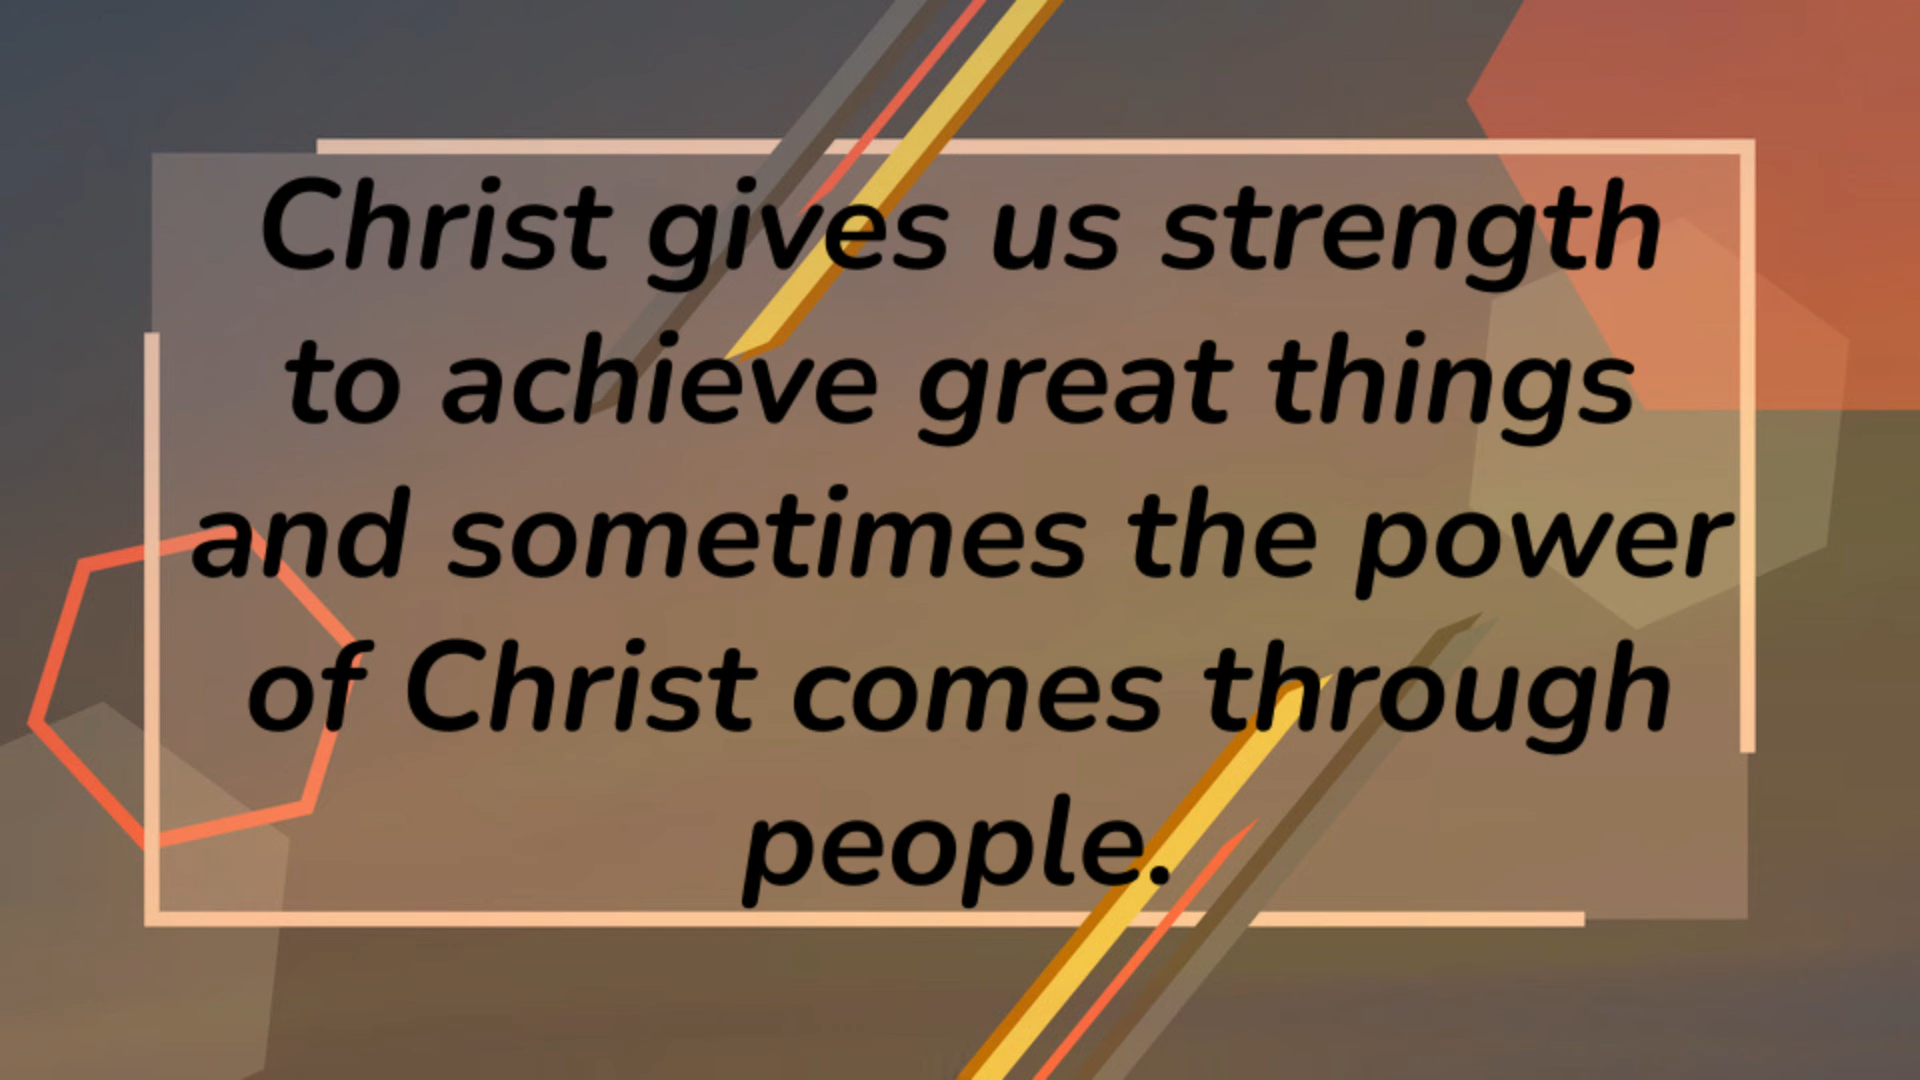 Christ gives us strength
to achieve great things
and sometimes the power
of Christ comes through
people.